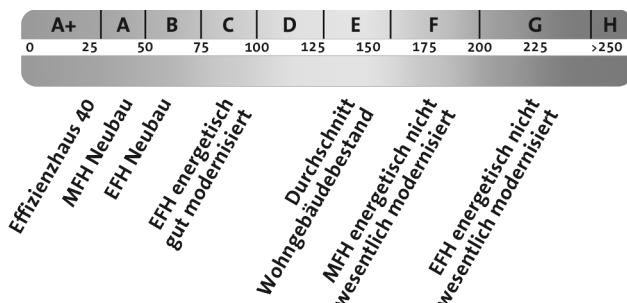 A+ A B C D E F G H
0 25 50 75 100 125 150 175 200 225 >250
Effizienzhaus 40
MFH Neubau
EFH Neubau
EFH energetisch
gut modernisiert
Durchschnitt
Wohngebäudebestand
MFH energetisch nicht
wesentlich modernisiert
EFH energetisch nicht
wesentlich modernisiert